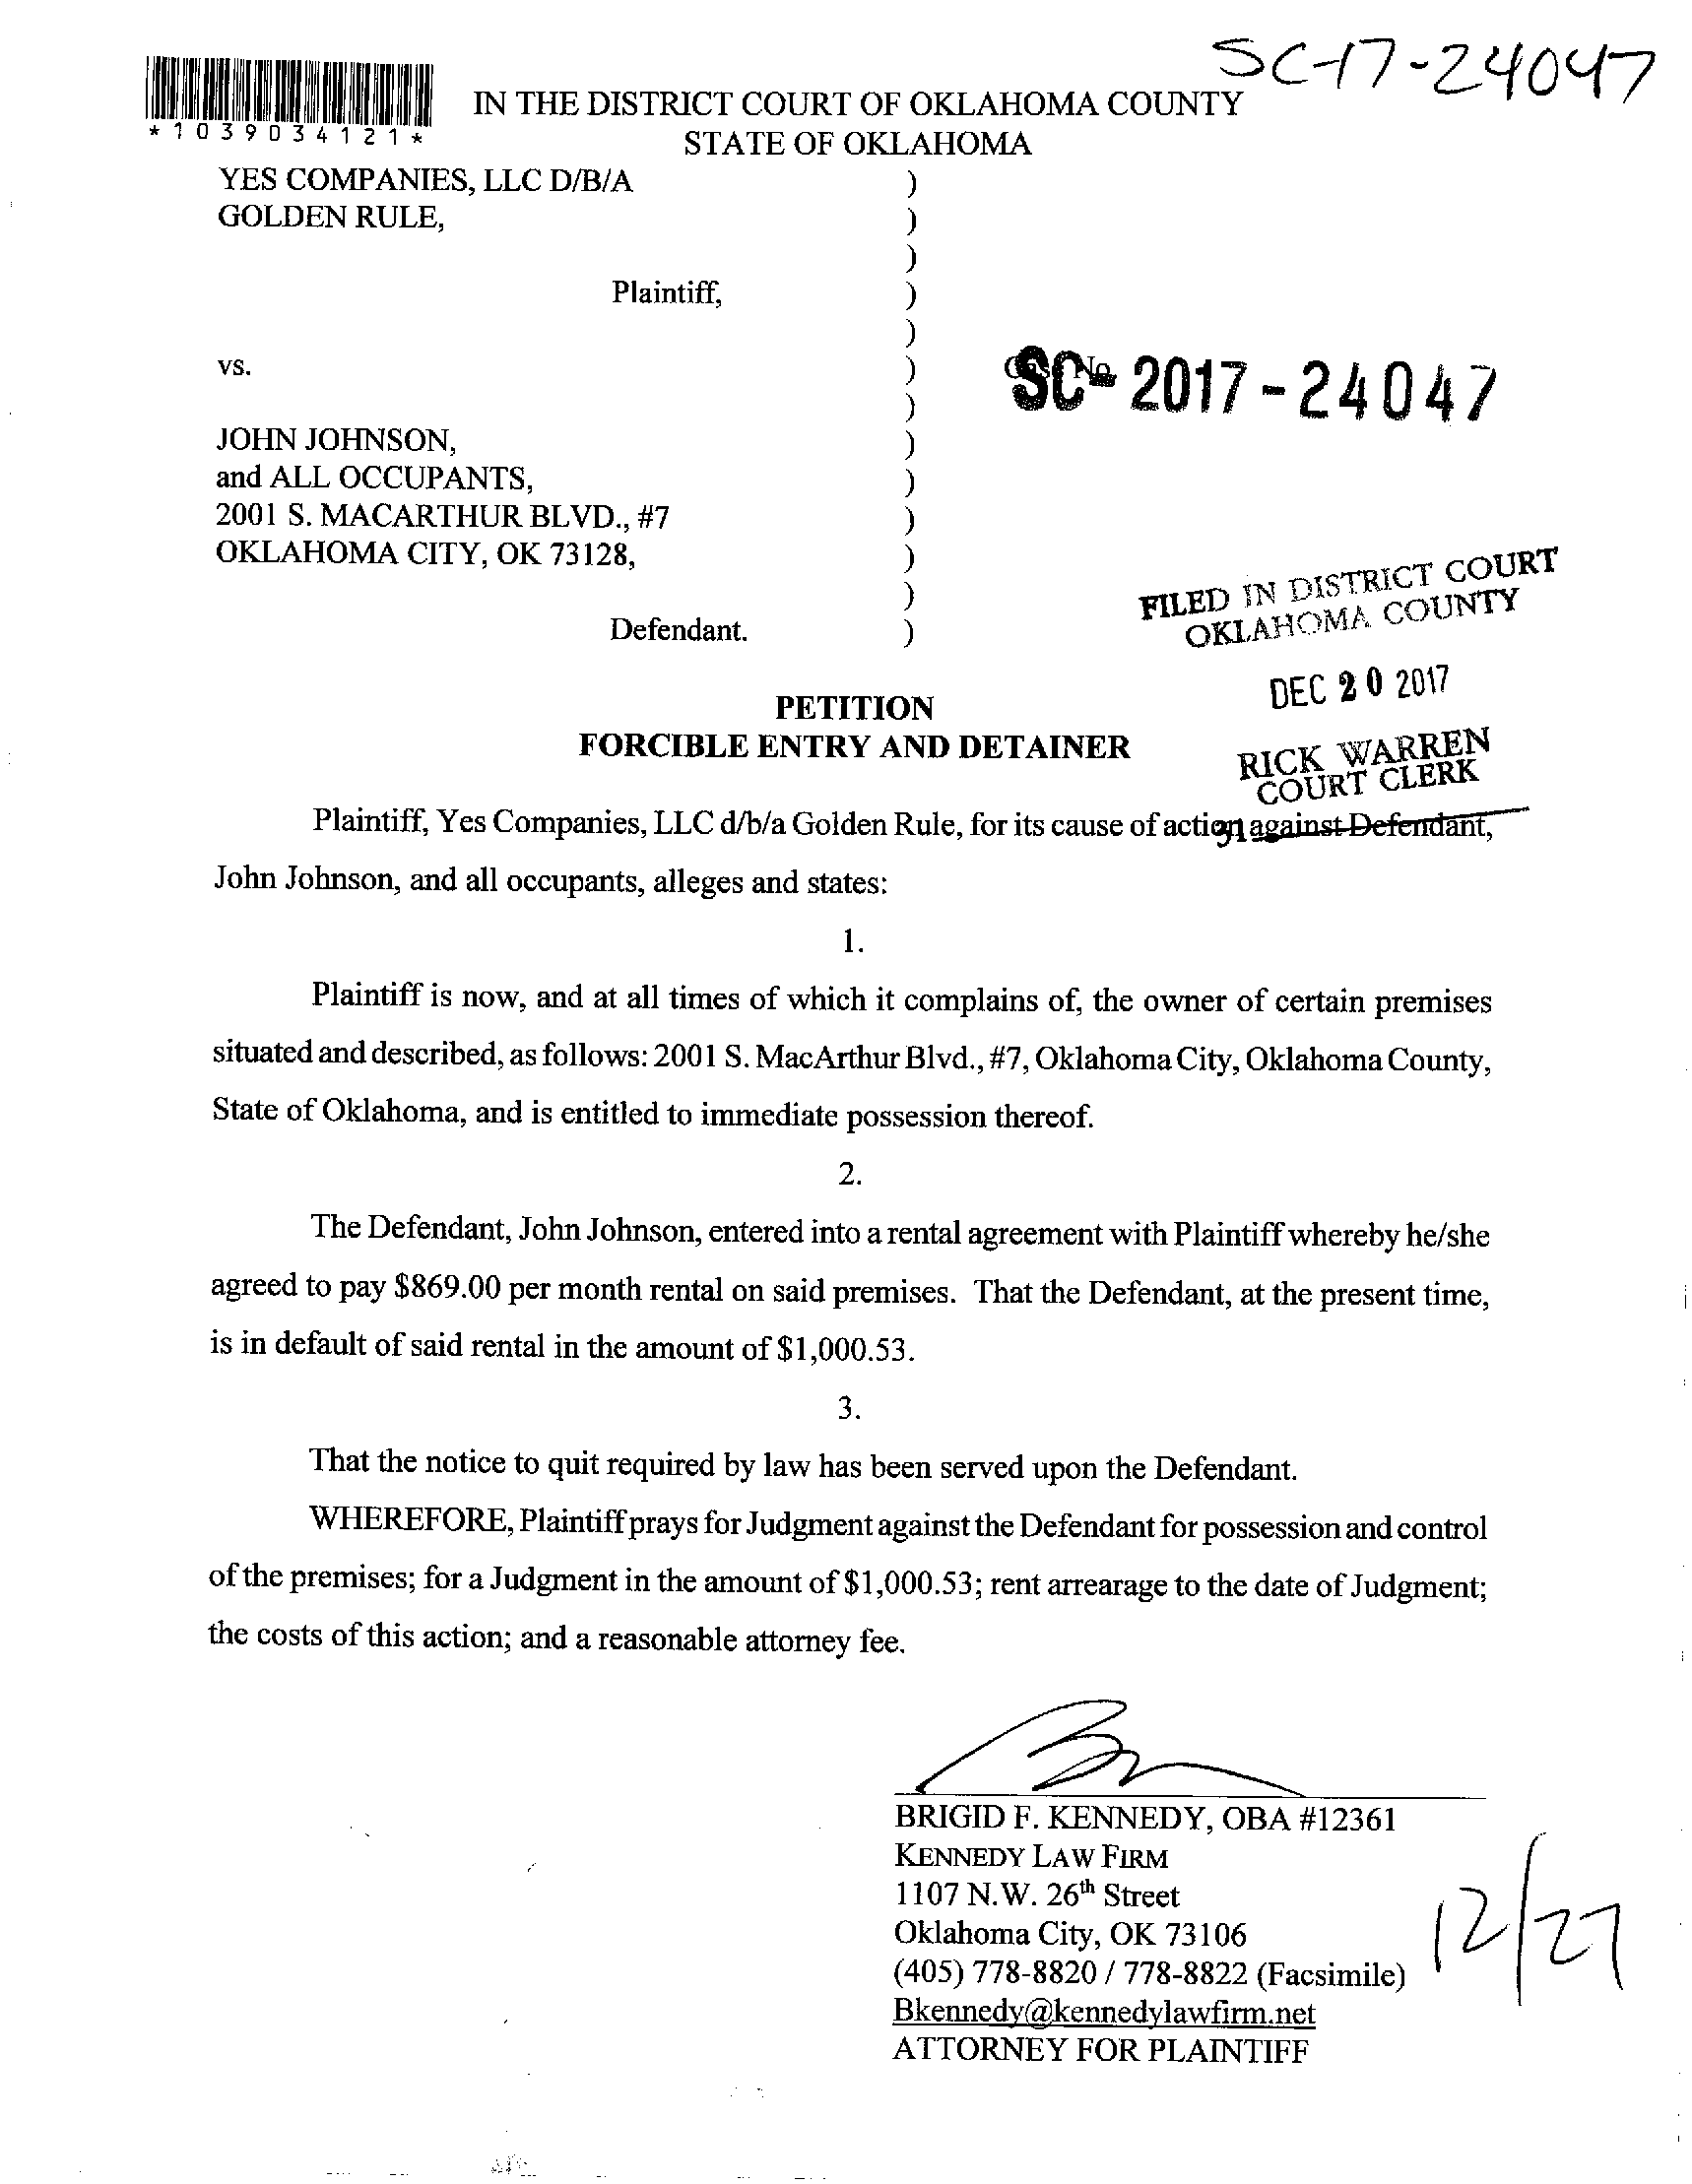 SC-17-24047
*1039034121*
IN THE DISTRICT COURT OF OKLAHOMA COUNTY
STATE OF OKLAHOMA
YES COMPANIES, LLC D/B/A )
GOLDEN RULE, )
)
Plaintiff, )
)
vs. )
)
SC- 2017-24047
JOHN JOHNSON, )
and ALL OCCUPANTS, )
2001 S. MACARTHUR BLVD., #7 )
OKLAHOMA CITY, OK 73128, )
)
Defendant. )
FILED IN DISTRICT COURT
OKLAHOMA COUNTY
DEC 20 2017
RICK WARREN
COURT CLERK
PETITION
FORCIBLE ENTRY AND DETAINER
Plaintiff, Yes Companies, LLC d/b/a Golden Rule, for its cause of action against Defendant,
John Johnson, and all occupants, alleges and states:
1.
Plaintiff is now, and at all times of which it complains of, the owner of certain premises
situated and described, as follows: 2001 S. MacArthur Blvd., #7, Oklahoma City, Oklahoma County,
State of Oklahoma, and is entitled to immediate possession thereof.
2.
The Defendant, John Johnson, entered into a rental agreement with Plaintiff whereby he/she
agreed to pay $869.00 per month rental on said premises. That the Defendant, at the present time,
is in default of said rental in the amount of $1,000.53.
3.
That the notice to quit required by law has been served upon the Defendant.
WHEREFORE, Plaintiff prays for Judgment against the Defendant for possession and control
of the premises; for a Judgment in the amount of $1,000.53; rent arrearage to the date of Judgment;
the costs of this action; and a reasonable attorney fee.
BRIGID F. KENNEDY, OBA #12361
KENNEDY LAW FIRM
1107 N.W. 26th Street
Oklahoma City, OK 73106
(405) 778-8820 / 778-8822 (Facsimile)
Bkennedy@kennedylawfirm.net
ATTORNEY FOR PLAINTIFF
12/27